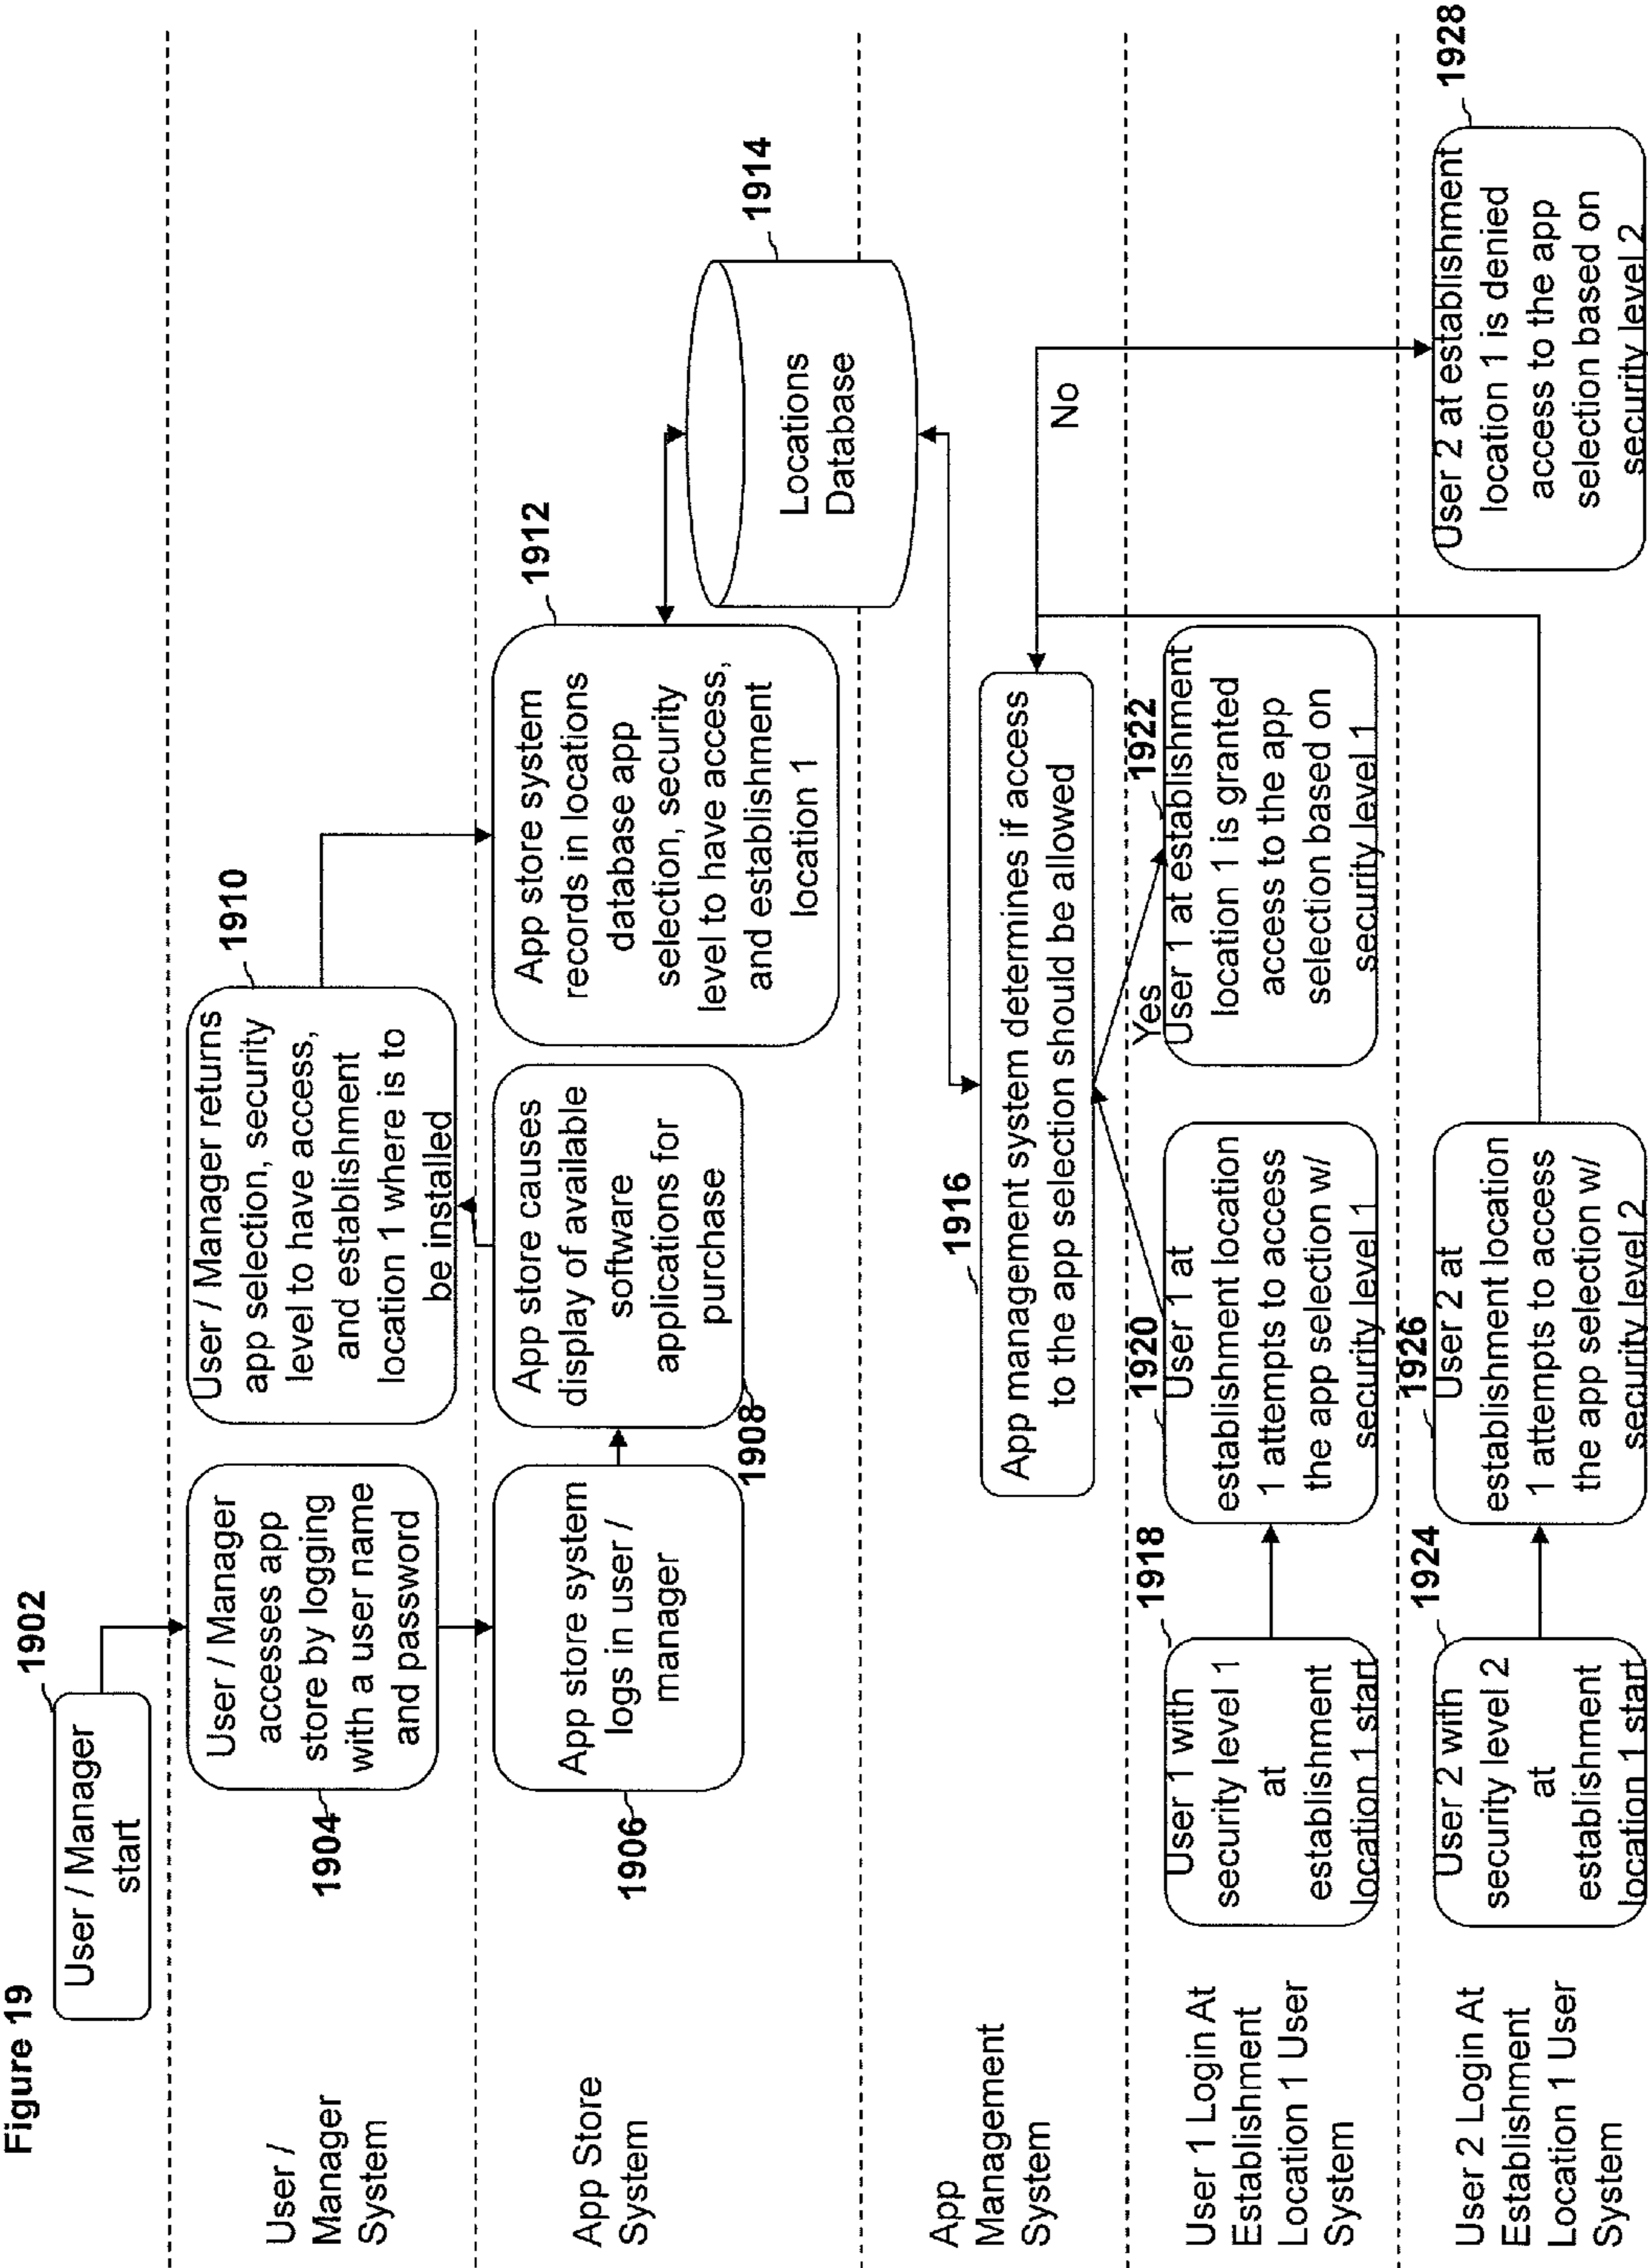 Figure 19
User / Manager
start
1902
User /
Manager
System
User / Manager
accesses app
store by logging
with a user name
and password
1904
User / Manager returns
app selection, security
level to have access,
and establishment
location 1 where is to
be installed
1910
App Store
System
App store system
logs in user /
manager
1906
App store causes
display of available
software
applications for
purchase
1908
App store system
records in locations
database app
selection, security
level to have access,
and establishment
location 1
1912
Locations
Database
1914
App
Management
System
1916
App management system determines if access
to the app selection should be allowed
No
Yes
User 1 Login At
Establishment
Location 1 User
System
1918
User 1 with
security level 1
at
establishment
location 1 start
1920
User 1 at
establishment location
1 attempts to access
the app selection w/
security level 1
1922
User 1 at establishment
location 1 is granted
access to the app
selection based on
security level 1
User 2 Login At
Establishment
Location 1 User
System
1924
User 2 with
security level 2
at
establishment
location 1 start
1926
User 2 at
establishment location
1 attempts to access
the app selection w/
security level 2
User 2 at establishment
location 1 is denied
access to the app
selection based on
security level 2
1928